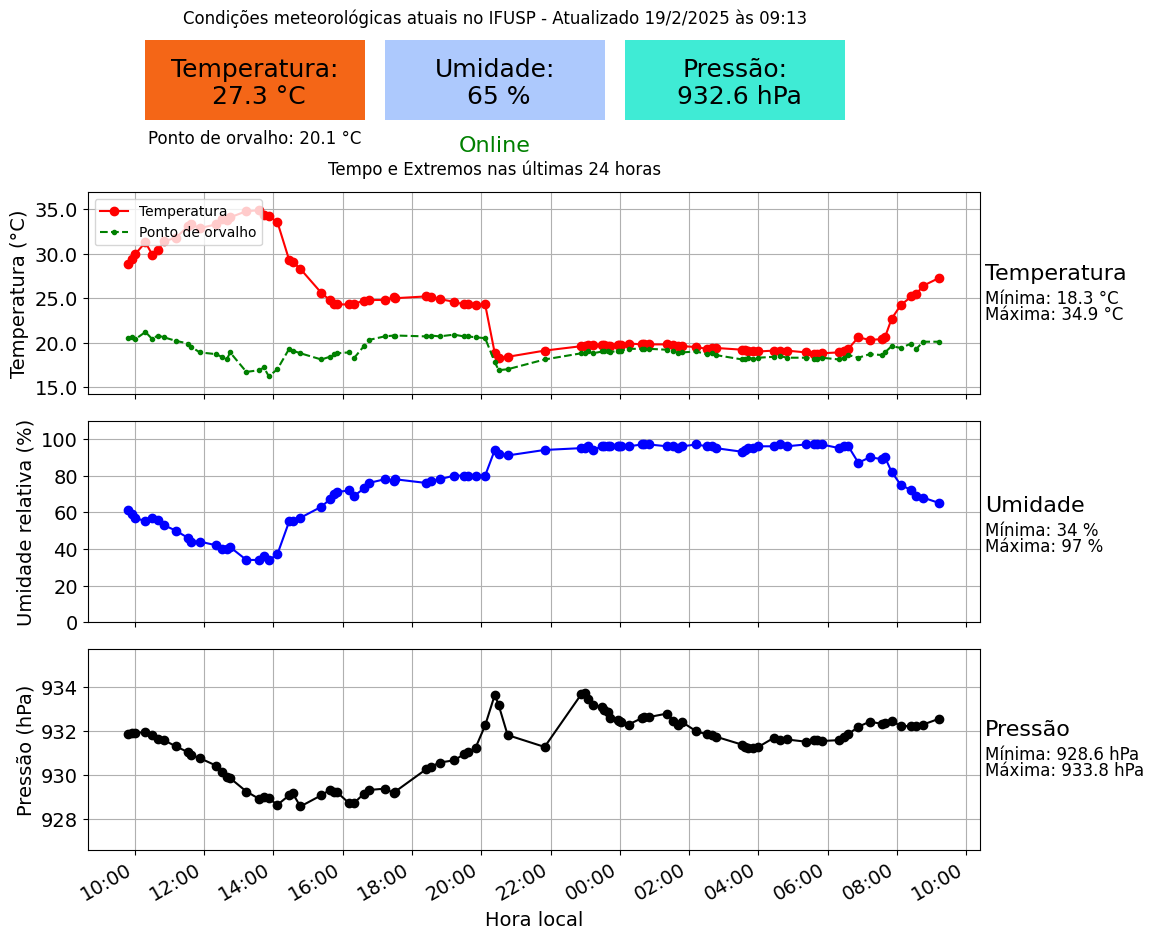 Condições meteorológicas atuais no IFUSP - Atualizado 19/2/2025 às 09:13
Temperatura:
27.3 °C
Umidade:
65 %
Pressão:
932.6 hPa
Ponto de orvalho: 20.1 °C
Online
Tempo e Extremos nas últimas 24 horas
Temperatura (°C)
35.0
30.0
25.0
20.0
15.0
Temperatura
Ponto de orvalho
Temperatura
Mínima: 18.3 °C
Máxima: 34.9 °C
Umidade relativa (%)
100
80
60
40
20
0
Umidade
Mínima: 34 %
Máxima: 97 %
Pressão (hPa)
934
932
930
928
Pressão
Mínima: 928.6 hPa
Máxima: 933.8 hPa
10:00
12:00
14:00
16:00
18:00
20:00
22:00
00:00
02:00
04:00
06:00
08:00
10:00
Hora local